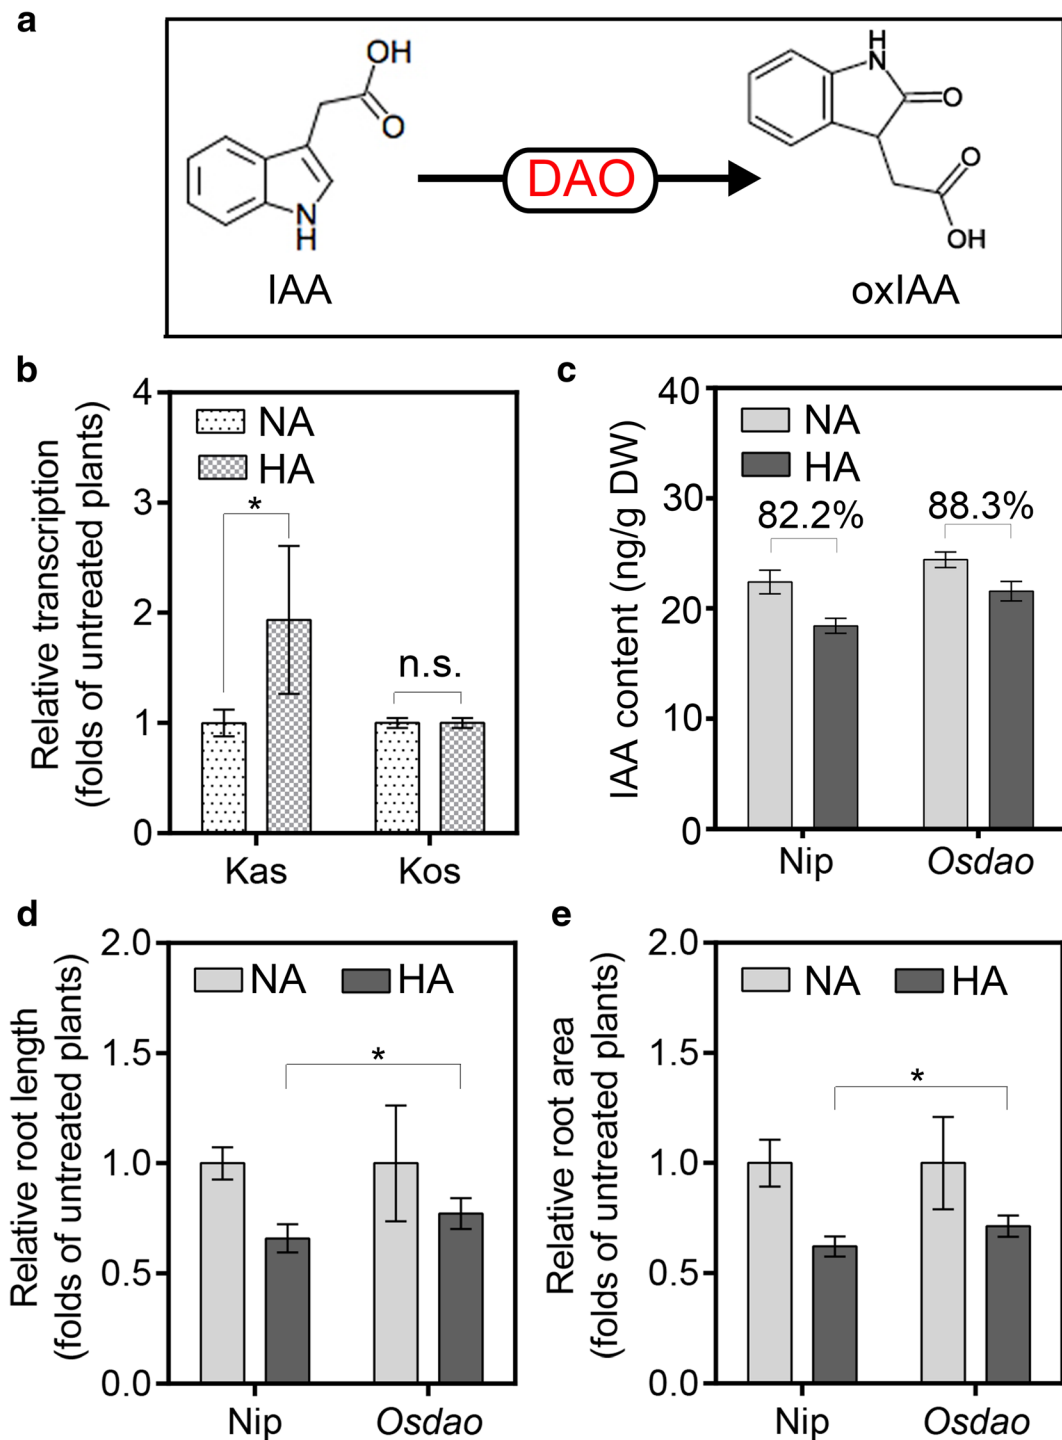 a
OH
O
N
H
IAA
DAO
H
N
O
O
OH
oxIAA
b
Relative transcription
(folds of untreated plants)
4
3
2
1
0
NA
HA
*
n.s.
Kas
Kos
c
IAA content (ng/g DW)
40
30
20
10
0
NA
HA
82.2%
88.3%
Nip
Osdao
d
Relative root length
(folds of untreated plants)
2.0
1.5
1.0
0.5
0.0
NA
HA
*
Nip
Osdao
e
Relative root area
(folds of untreated plants)
2.0
1.5
1.0
0.5
0.0
NA
HA
*
Nip
Osdao